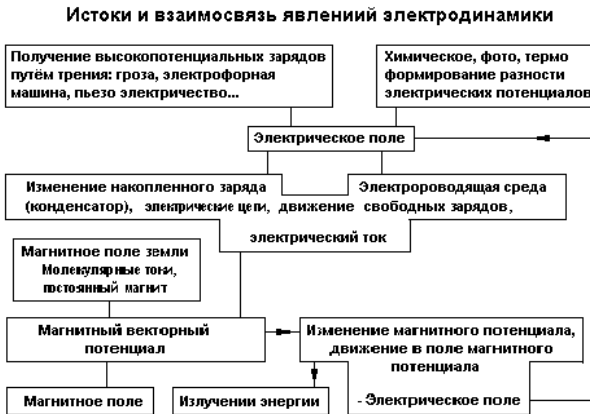 Истоки и взаимосвязь явлениий электродинамики
Получение высокопотенциальных зарядов
путём трения: гроза, электрофорная
машина, пьезо электричество...
Химическое, фото, термо
формирование разности
электрических потенциалов
Электрическое поле
Изменение накопленного заряда
Электророводящая среда
(конденсатор), электрические цепи, движение свободных зарядов,
электрический ток
Магнитное поле земли
Молекулярные токи,
постоянный магнит
Магнитный векторный
потенциал
Изменение магнитного потенциала,
движение в поле магнитного
потенциала
- Электрическое поле
Магнитное поле
Излучении энергии